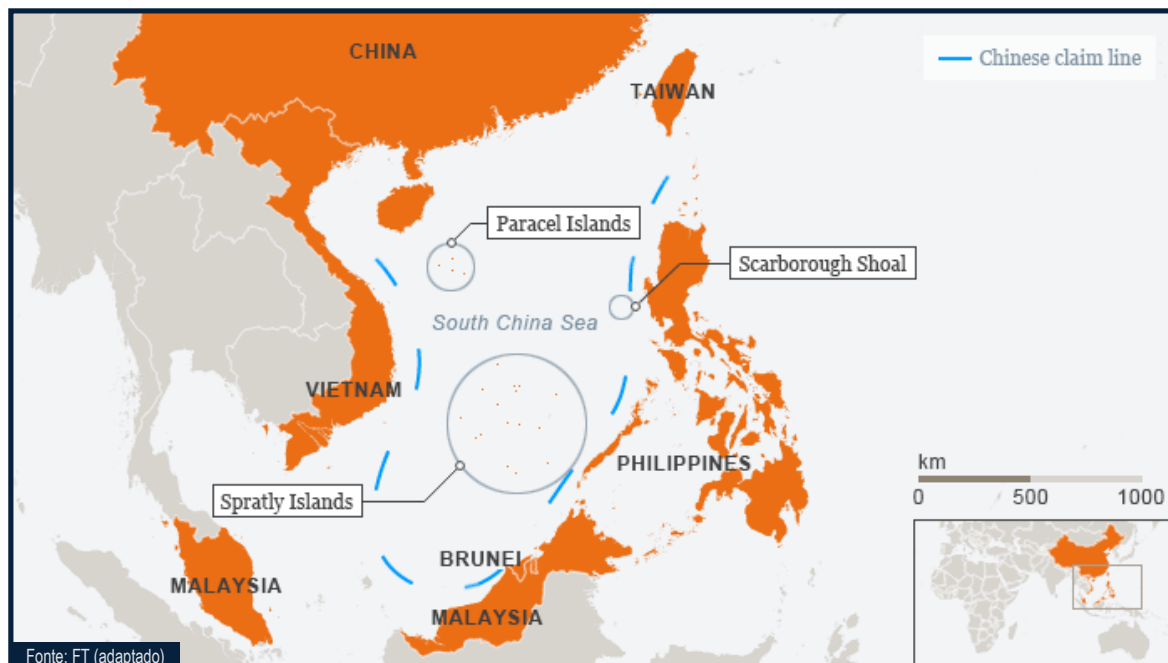 CHINA
Chinese claim line
TAIWAN
Paracel Islands
Scarborough Shoal
South China Sea
VIETNAM
PHILIPPINES
km
0 500 1000
Spratly Islands
BRUNEI
MALAYSIA
MALAYSIA
Fonte: FT (adaptado)